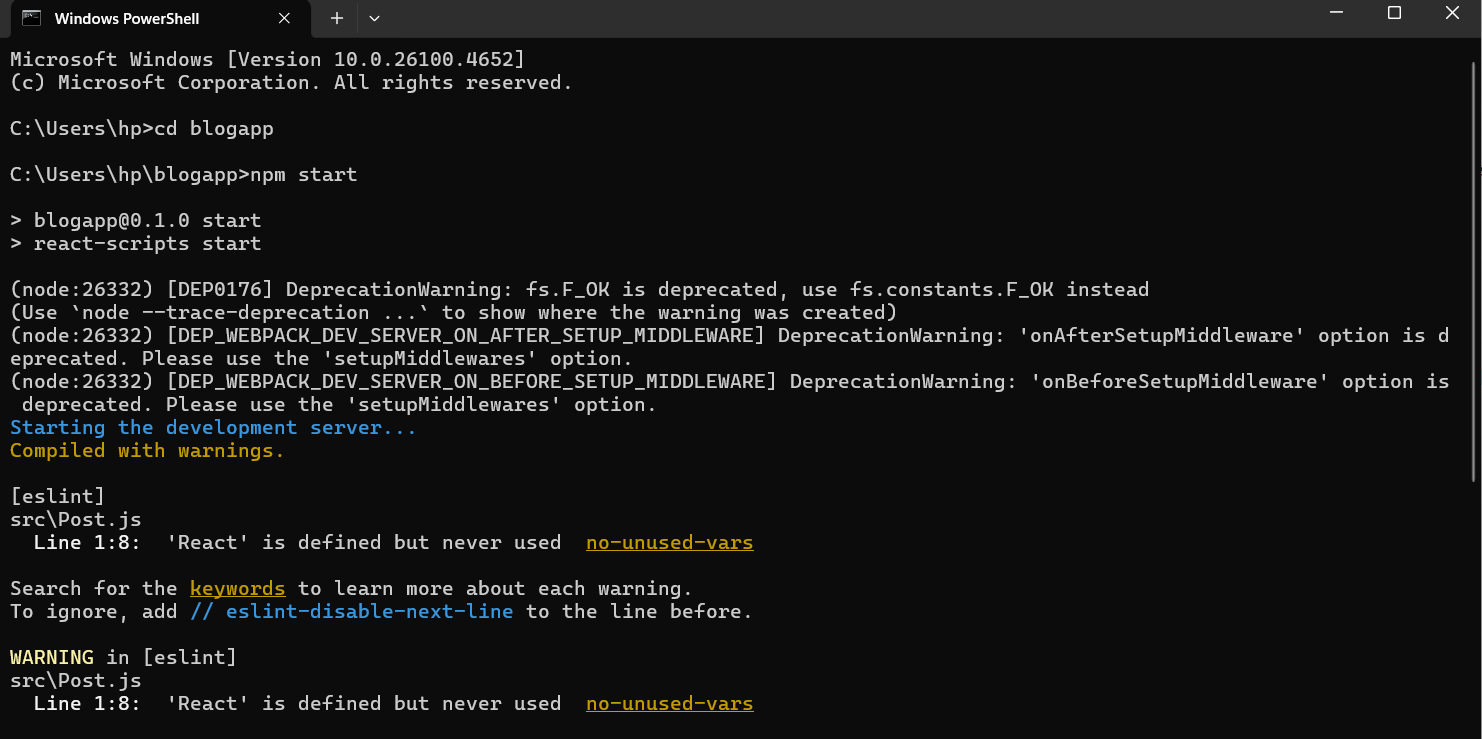 Windows PowerShell
Microsoft Windows [Version 10.0.26100.4652]
(c) Microsoft Corporation. All rights reserved.
C:\Users\hp>cd blogapp
C:\Users\hp\blogapp>npm start
> blogapp@0.1.0 start
> react-scripts start
(node:26332) [DEP0176] DeprecationWarning: fs.F_OK is deprecated, use fs.constants.F_OK instead
(Use `node --trace-deprecation ...` to show where the warning was created)
(node:26332) [DEP_WEBPACK_DEV_SERVER_ON_AFTER_SETUP_MIDDLEWARE] DeprecationWarning: 'onAfterSetupMiddleware' option is d
eprecated. Please use the 'setupMiddlewares' option.
(node:26332) [DEP_WEBPACK_DEV_SERVER_ON_BEFORE_SETUP_MIDDLEWARE] DeprecationWarning: 'onBeforeSetupMiddleware' option is
 deprecated. Please use the 'setupMiddlewares' option.
Starting the development server...
Compiled with warnings.
[eslint]
src\Post.js
  Line 1:8:  'React' is defined but never used  no-unused-vars
Search for the keywords to learn more about each warning.
To ignore, add // eslint-disable-next-line to the line before.
WARNING in [eslint]
src\Post.js
  Line 1:8:  'React' is defined but never used  no-unused-vars